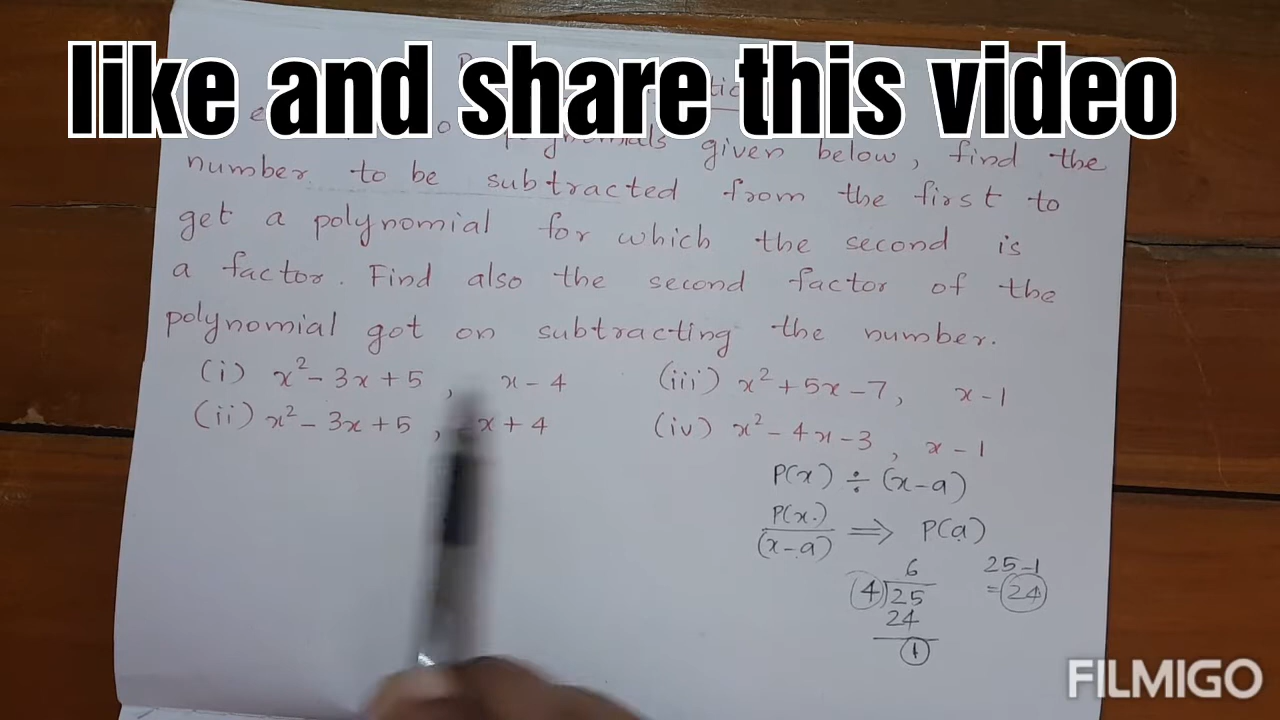 like and share this video
polynomials given below, find the
number to be subtracted from the first to
get a polynomial for which the second is
a factor. Find also the second factor of the
polynomial got on subtracting the number.
(i) x² - 3x + 5 , x - 4
(ii) x² - 3x + 5 , x + 4
(iii) x² + 5x - 7, x - 1
(iv) x² - 4x - 3 , x - 1
P(x) ÷ (x-a)
P(x)
(x-a) ⟹ P(a)
6
4)25
24
1
25-1
= 24
FILMIGO